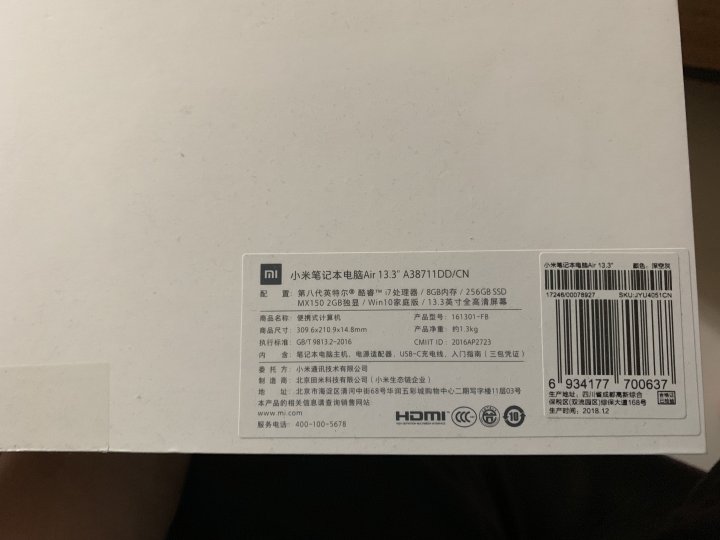 mi 小米笔记本电脑Air 13.3" A38711DD/CN
配 置：第八代英特尔® 酷睿™ i7处理器 / 8GB内存 / 256GB SSD
MX150 2GB独显 / Win10家庭版 / 13.3英寸全高清屏幕
商品名称：便携式计算机 产品型号：161301-FB
商品尺寸：309.6x210.9x14.8mm 产品净重：约1.3kg
执行标准：GB/T 9813.2-2016 CMIIT ID：2016AP2723
内 含：笔记本电脑主机、电源适配器、USB-C充电线、入门指南（三包凭证）
委 托 方：小米通讯技术有限公司
制 造 商：北京田米科技有限公司（小米生态链企业）
地 址：北京市海淀区清河中街68号华润五彩城购物中心二期写字楼11层03号
本产品的相关信息请查询销售网站：
www.mi.com
服务电话：400-100-5678
HDMI
HIGH-DEFINITION MULTIMEDIA INTERFACE
CCC
10
小米笔记本电脑Air 13.3" 颜色：深空灰
17246/00078927 SKU:JYU4051CN
6 934177 700637
生产地址：四川省成都高新综合
保税区(双流园区)综保大道168号
生产时间：2018.12